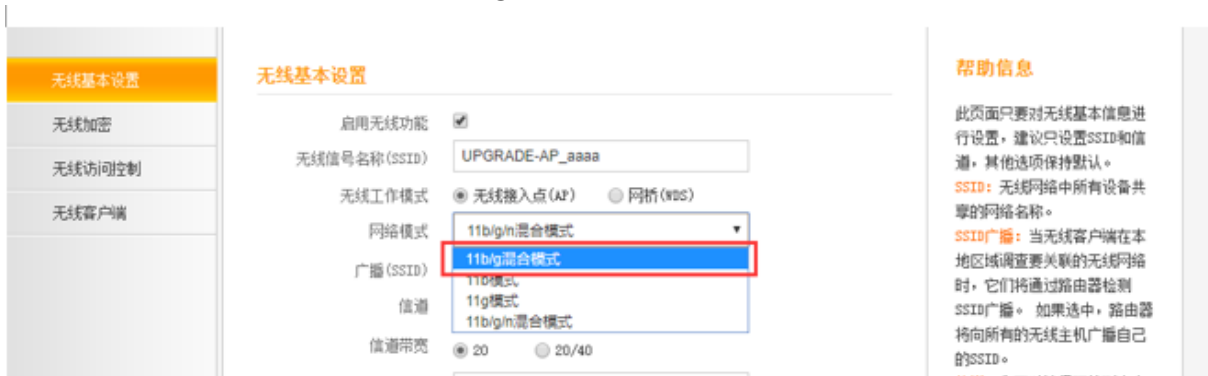 无线基本设置
无线加密
无线访问控制
无线客户端
无线基本设置
启用无线功能
无线信号名称(SSID) UPGRADE-AP_aaaa
无线工作模式 无线接入点(AP) 网桥(WDS)
网络模式 11b/g/n混合模式
11b/g混合模式
广播(SSID)
11b模式
11g模式
信道
11b/g/n混合模式
信道带宽 20 20/40
帮助信息
此页面只要对无线基本信息进
行设置，建议只设置SSID和信
道，其他选项保持默认。
SSID: 无线网络中所有设备共
享的网络名称。
SSID广播: 当无线客户端在本
地区域调查要关联的无线网络
时，它们将通过路由器检测
SSID广播。 如果选中，路由器
将向所有的无线主机广播自己
的SSID。